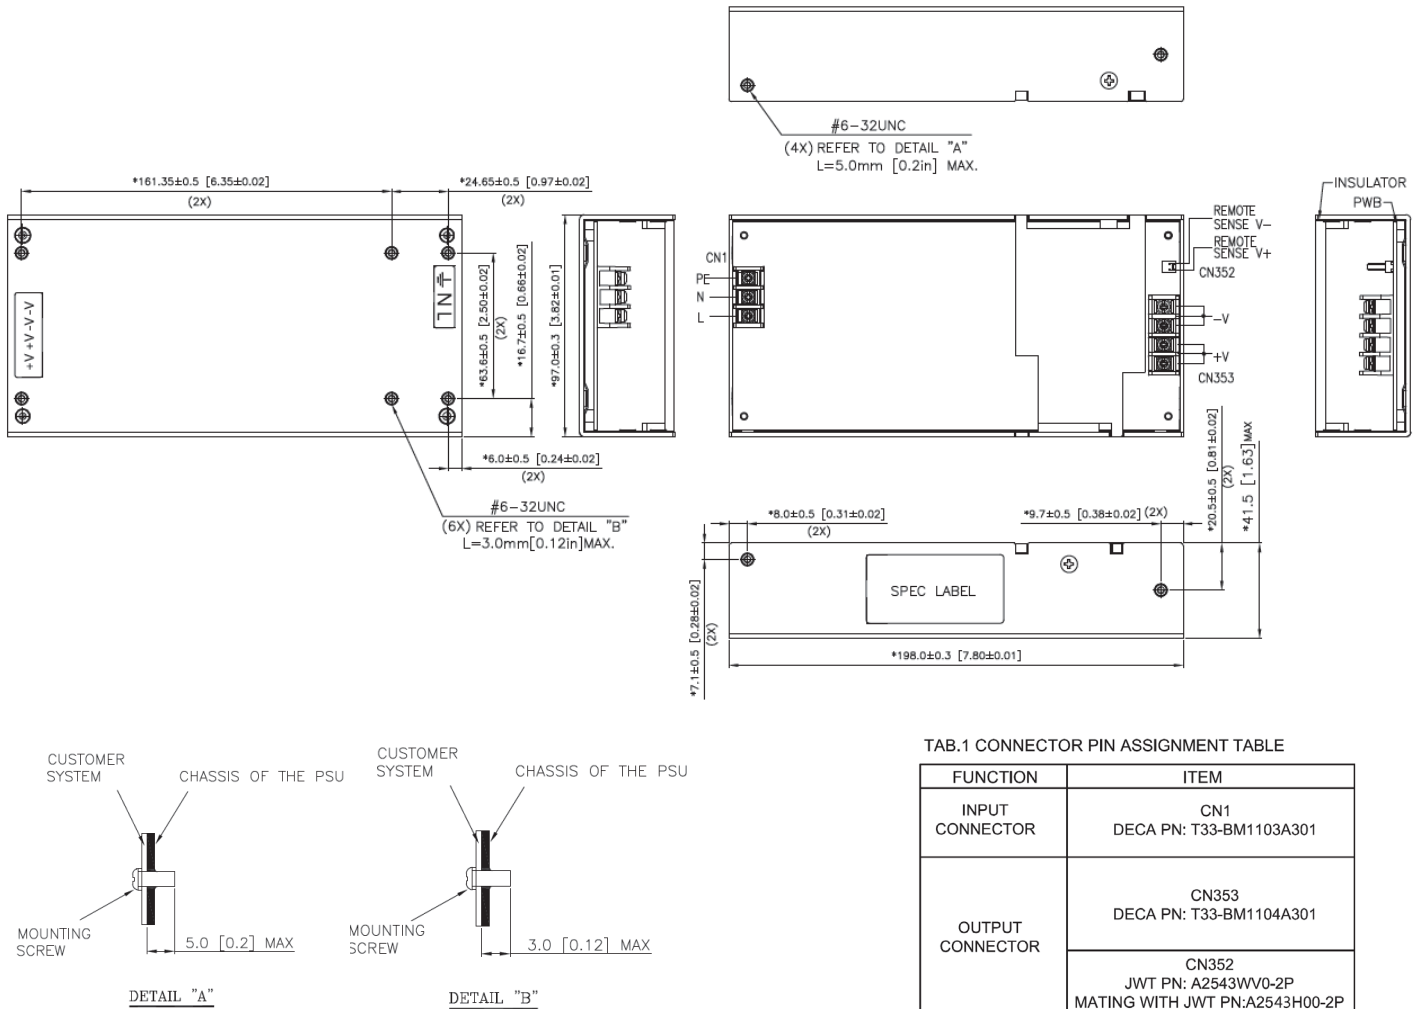 #6-32UNC
(4X) REFER TO DETAIL "A"
L=5.0mm [0.2in] MAX.
*161.35±0.5 [6.35±0.02]
(2X)
*24.65±0.5 [0.97±0.02]
(2X)
+V +V-V-V
L N
*63.6±0.5 [2.50±0.02]
(2X)
*16.7±0.5 [0.66±0.02]
*97.0±0.3 [3.82±0.01]
*6.0±0.5 [0.24±0.02]
(2X)
#6-32UNC
(6X) REFER TO DETAIL "B"
L=3.0mm[0.12in]MAX.
CN1
PE
N
L
REMOTE
SENSE V-
REMOTE
SENSE V+
CN352
-V
+V
CN353
INSULATOR
PWB
*8.0±0.5 [0.31±0.02]
(2X)
*9.7±0.5 [0.38±0.02] (2X)
*20.5±0.5 [0.81±0.02]
(2X)
*41.5 [1.63]MAX
SPEC LABEL
*7.1±0.5 [0.28±0.02]
(2X)
*198.0±0.3 [7.80±0.01]
CUSTOMER
SYSTEM
CHASSIS OF THE PSU
MOUNTING
SCREW
5.0 [0.2] MAX
DETAIL "A"
CUSTOMER
SYSTEM
CHASSIS OF THE PSU
MOUNTING
SCREW
3.0 [0.12] MAX
DETAIL "B"
TAB.1 CONNECTOR PIN ASSIGNMENT TABLE
FUNCTION
ITEM
INPUT
CONNECTOR
CN1
DECA PN: T33-BM1103A301
OUTPUT
CONNECTOR
CN353
DECA PN: T33-BM1104A301
CN352
JWT PN: A2543WV0-2P
MATING WITH JWT PN:A2543H00-2P